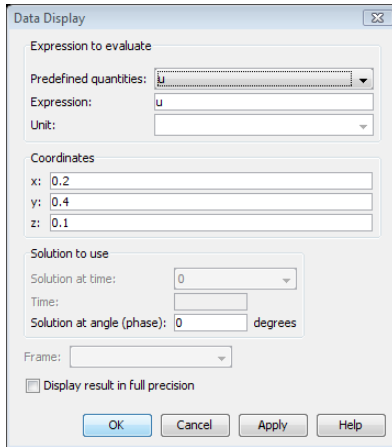 Data Display
Expression to evaluate
Predefined quantities: u
Expression: u
Unit:
Coordinates
x: 0.2
y: 0.4
z: 0.1
Solution to use
Solution at time: 0
Time:
Solution at angle (phase): 0 degrees
Frame:
Display result in full precision
OK Cancel Apply Help